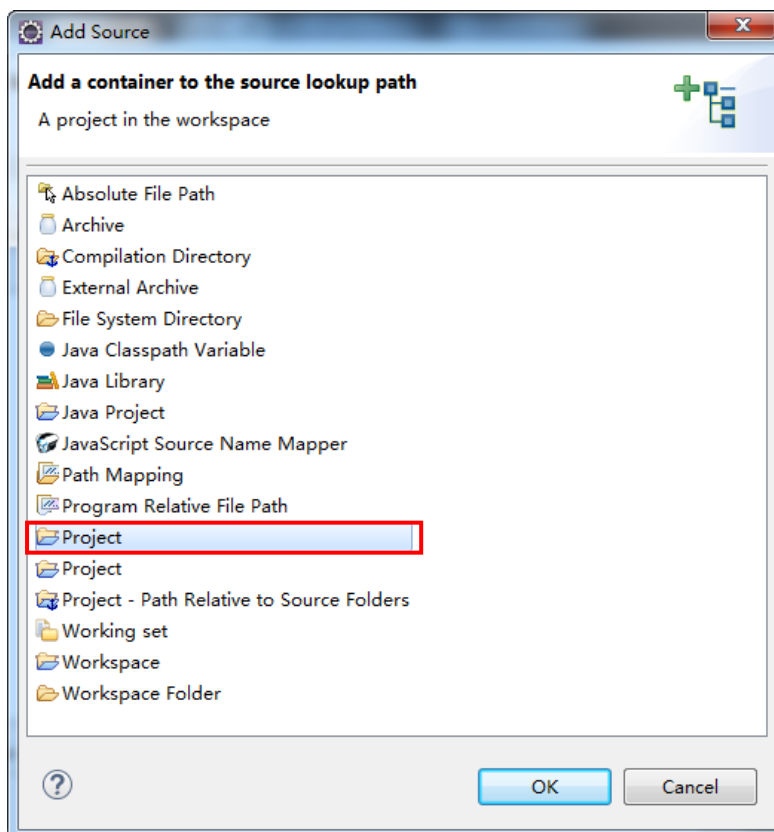 Add Source
Add a container to the source lookup path
A project in the workspace
Absolute File Path
Archive
Compilation Directory
External Archive
File System Directory
Java Classpath Variable
Java Library
Java Project
JavaScript Source Name Mapper
Path Mapping
Program Relative File Path
Project
Project
Project - Path Relative to Source Folders
Working set
Workspace
Workspace Folder
?
OK
Cancel